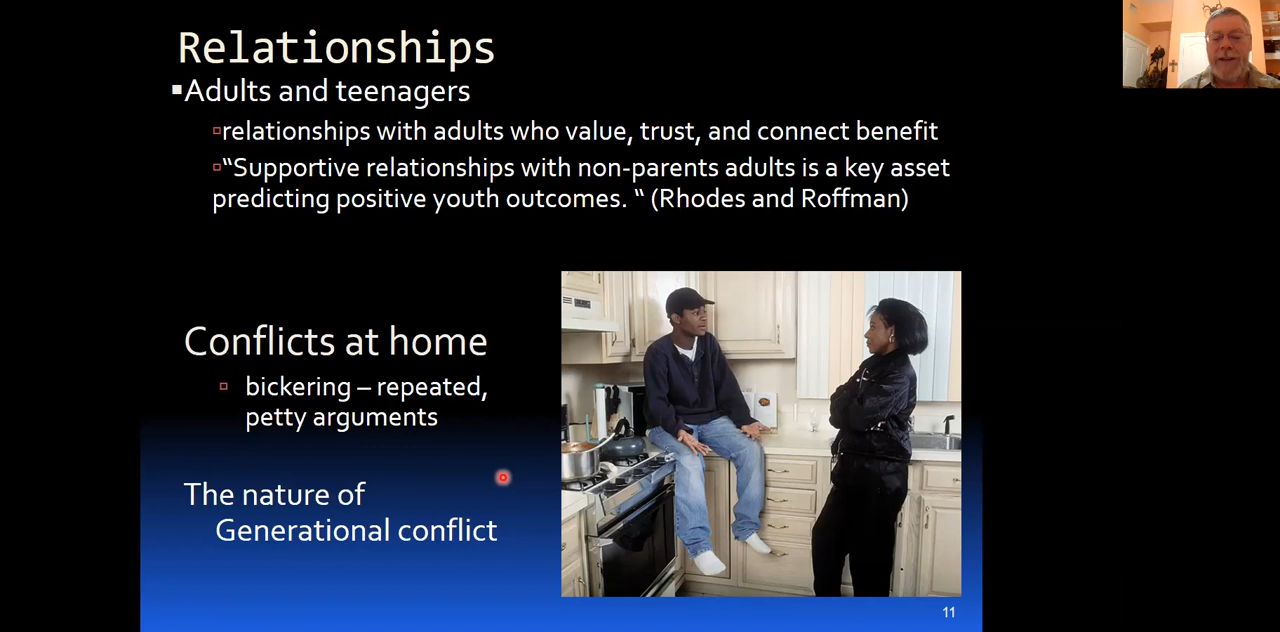 Relationships
▪Adults and teenagers
▫relationships with adults who value, trust, and connect benefit
▫“Supportive relationships with non-parents adults is a key asset
predicting positive youth outcomes. “ (Rhodes and Roffman)
Conflicts at home
▫ bickering – repeated,
petty arguments
The nature of
Generational conflict
11